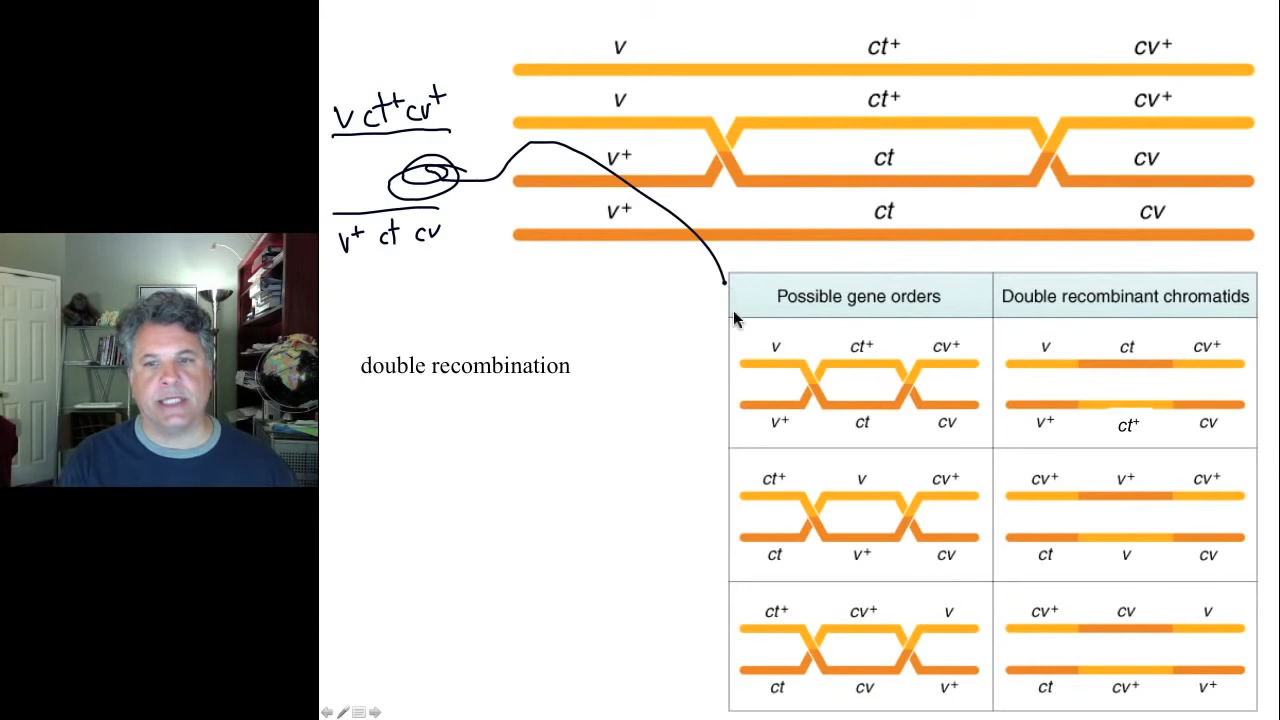 v ct+ cv+
v ct+ cv+
v+ ct cv
v+ ct cv
v ct+ cv+
v+ ct cv
double recombination
Possible gene orders Double recombinant chromatids
v ct+ cv+ v ct cv+
v+ ct cv v+ ct+ cv
ct+ v cv+ cv+ v+ cv+
ct v+ cv ct v cv
ct+ cv+ v cv+ cv v
ct cv v+ ct cv+ v+